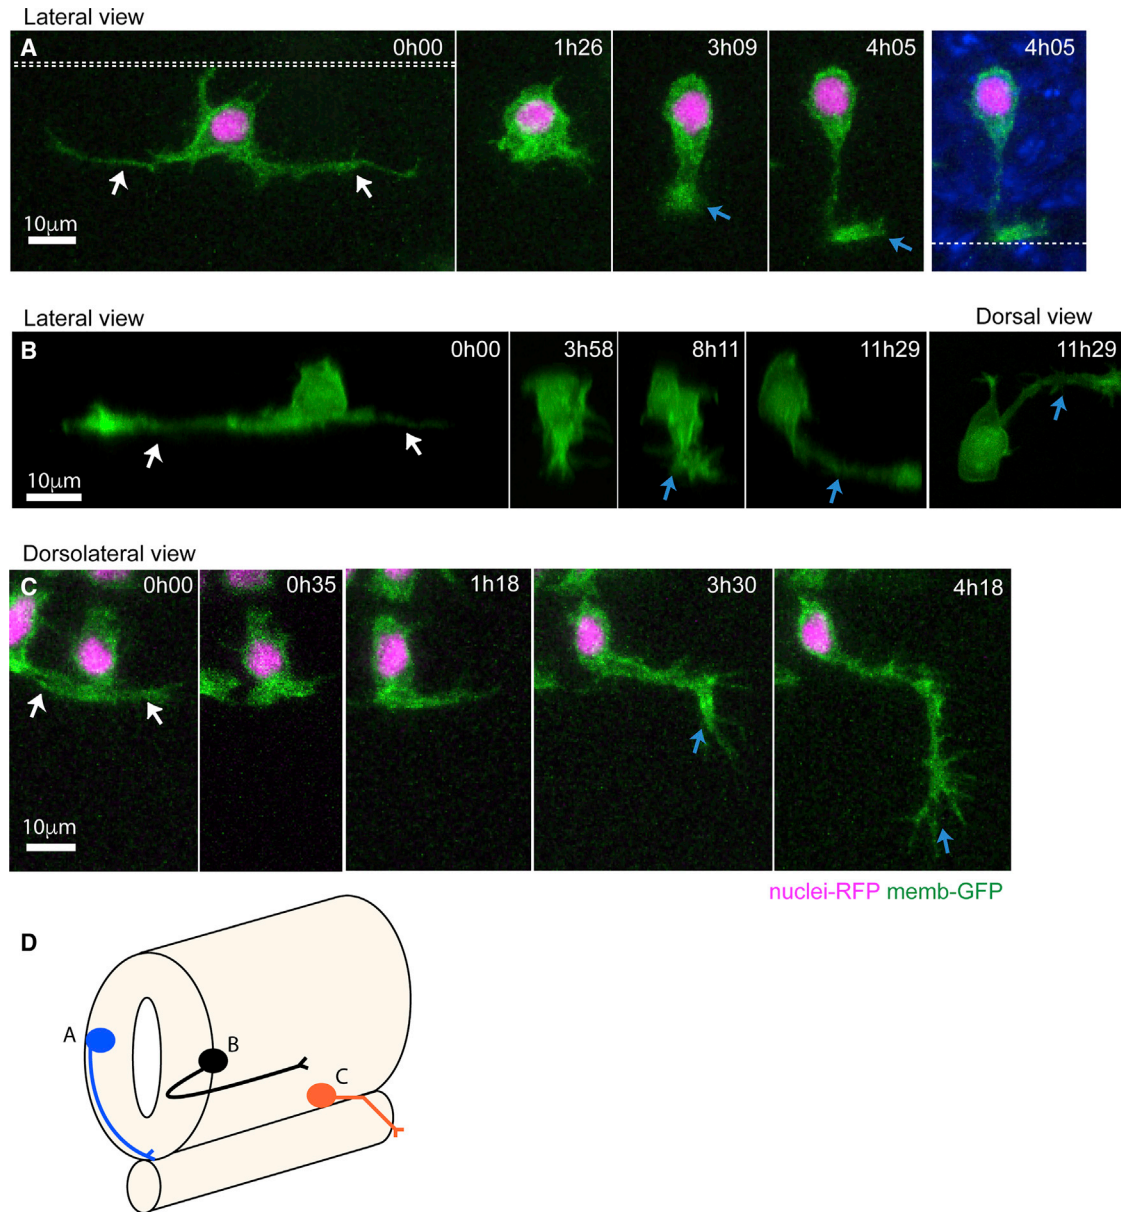 Lateral view
A 0h00 1h26 3h09 4h05 4h05
10μm
Lateral view Dorsal view
B 0h00 3h58 8h11 11h29 11h29
10μm
Dorsolateral view
C 0h00 0h35 1h18 3h30 4h18
10μm
nuclei-RFP memb-GFP
D
A
B
C